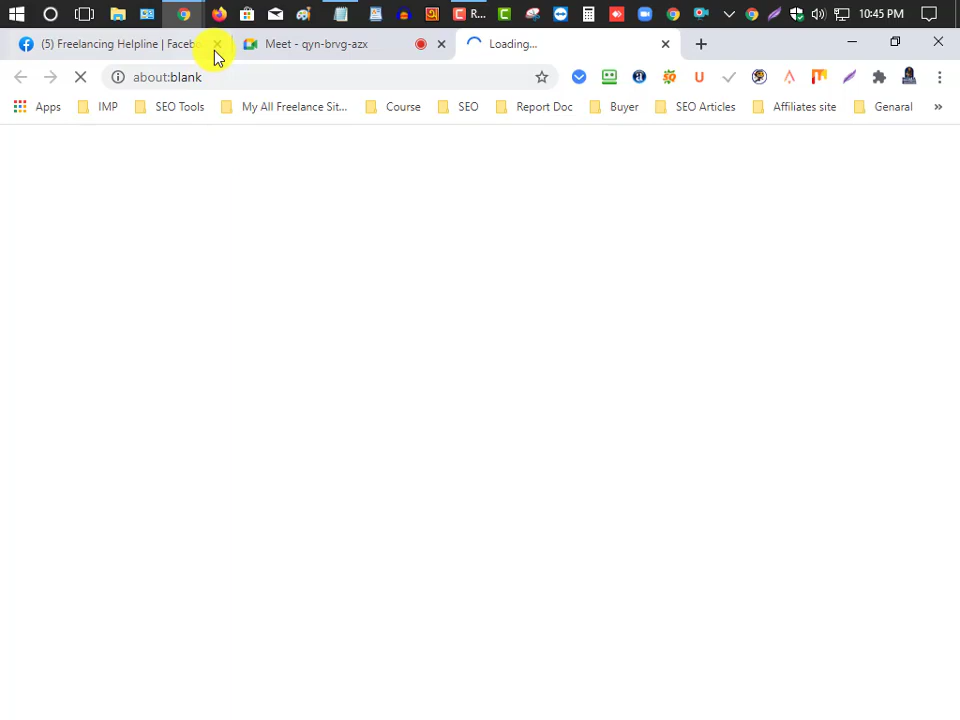 R... 10:45 PM
(5) Freelancing Helpline | Faceb Meet - qyn-brvg-azx Loading...
about:blank
Apps IMP SEO Tools My All Freelance Sit... Course SEO Report Doc Buyer SEO Articles Affiliates site Genaral »